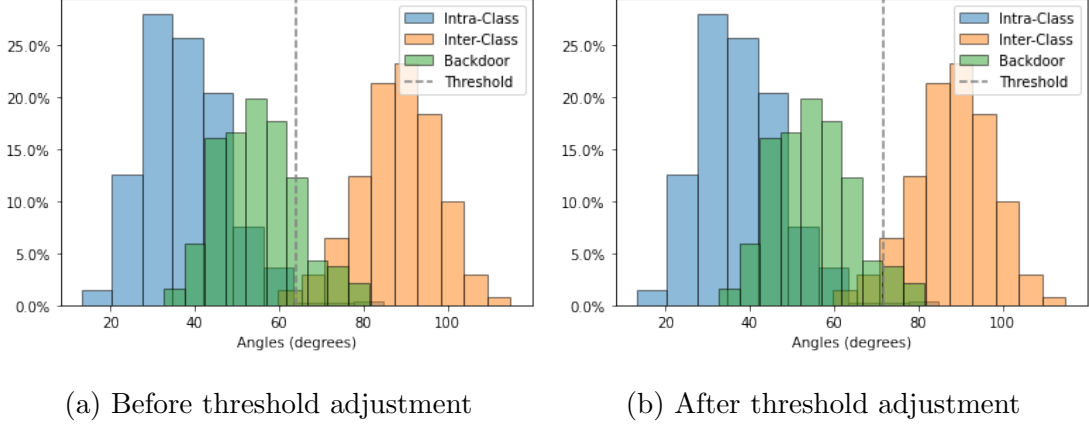 25.0%
20.0%
15.0%
10.0%
5.0%
0.0%
20 40 60 80 100
Angles (degrees)
Intra-Class
Inter-Class
Backdoor
Threshold
(a) Before threshold adjustment
25.0%
20.0%
15.0%
10.0%
5.0%
0.0%
20 40 60 80 100
Angles (degrees)
Intra-Class
Inter-Class
Backdoor
Threshold
(b) After threshold adjustment